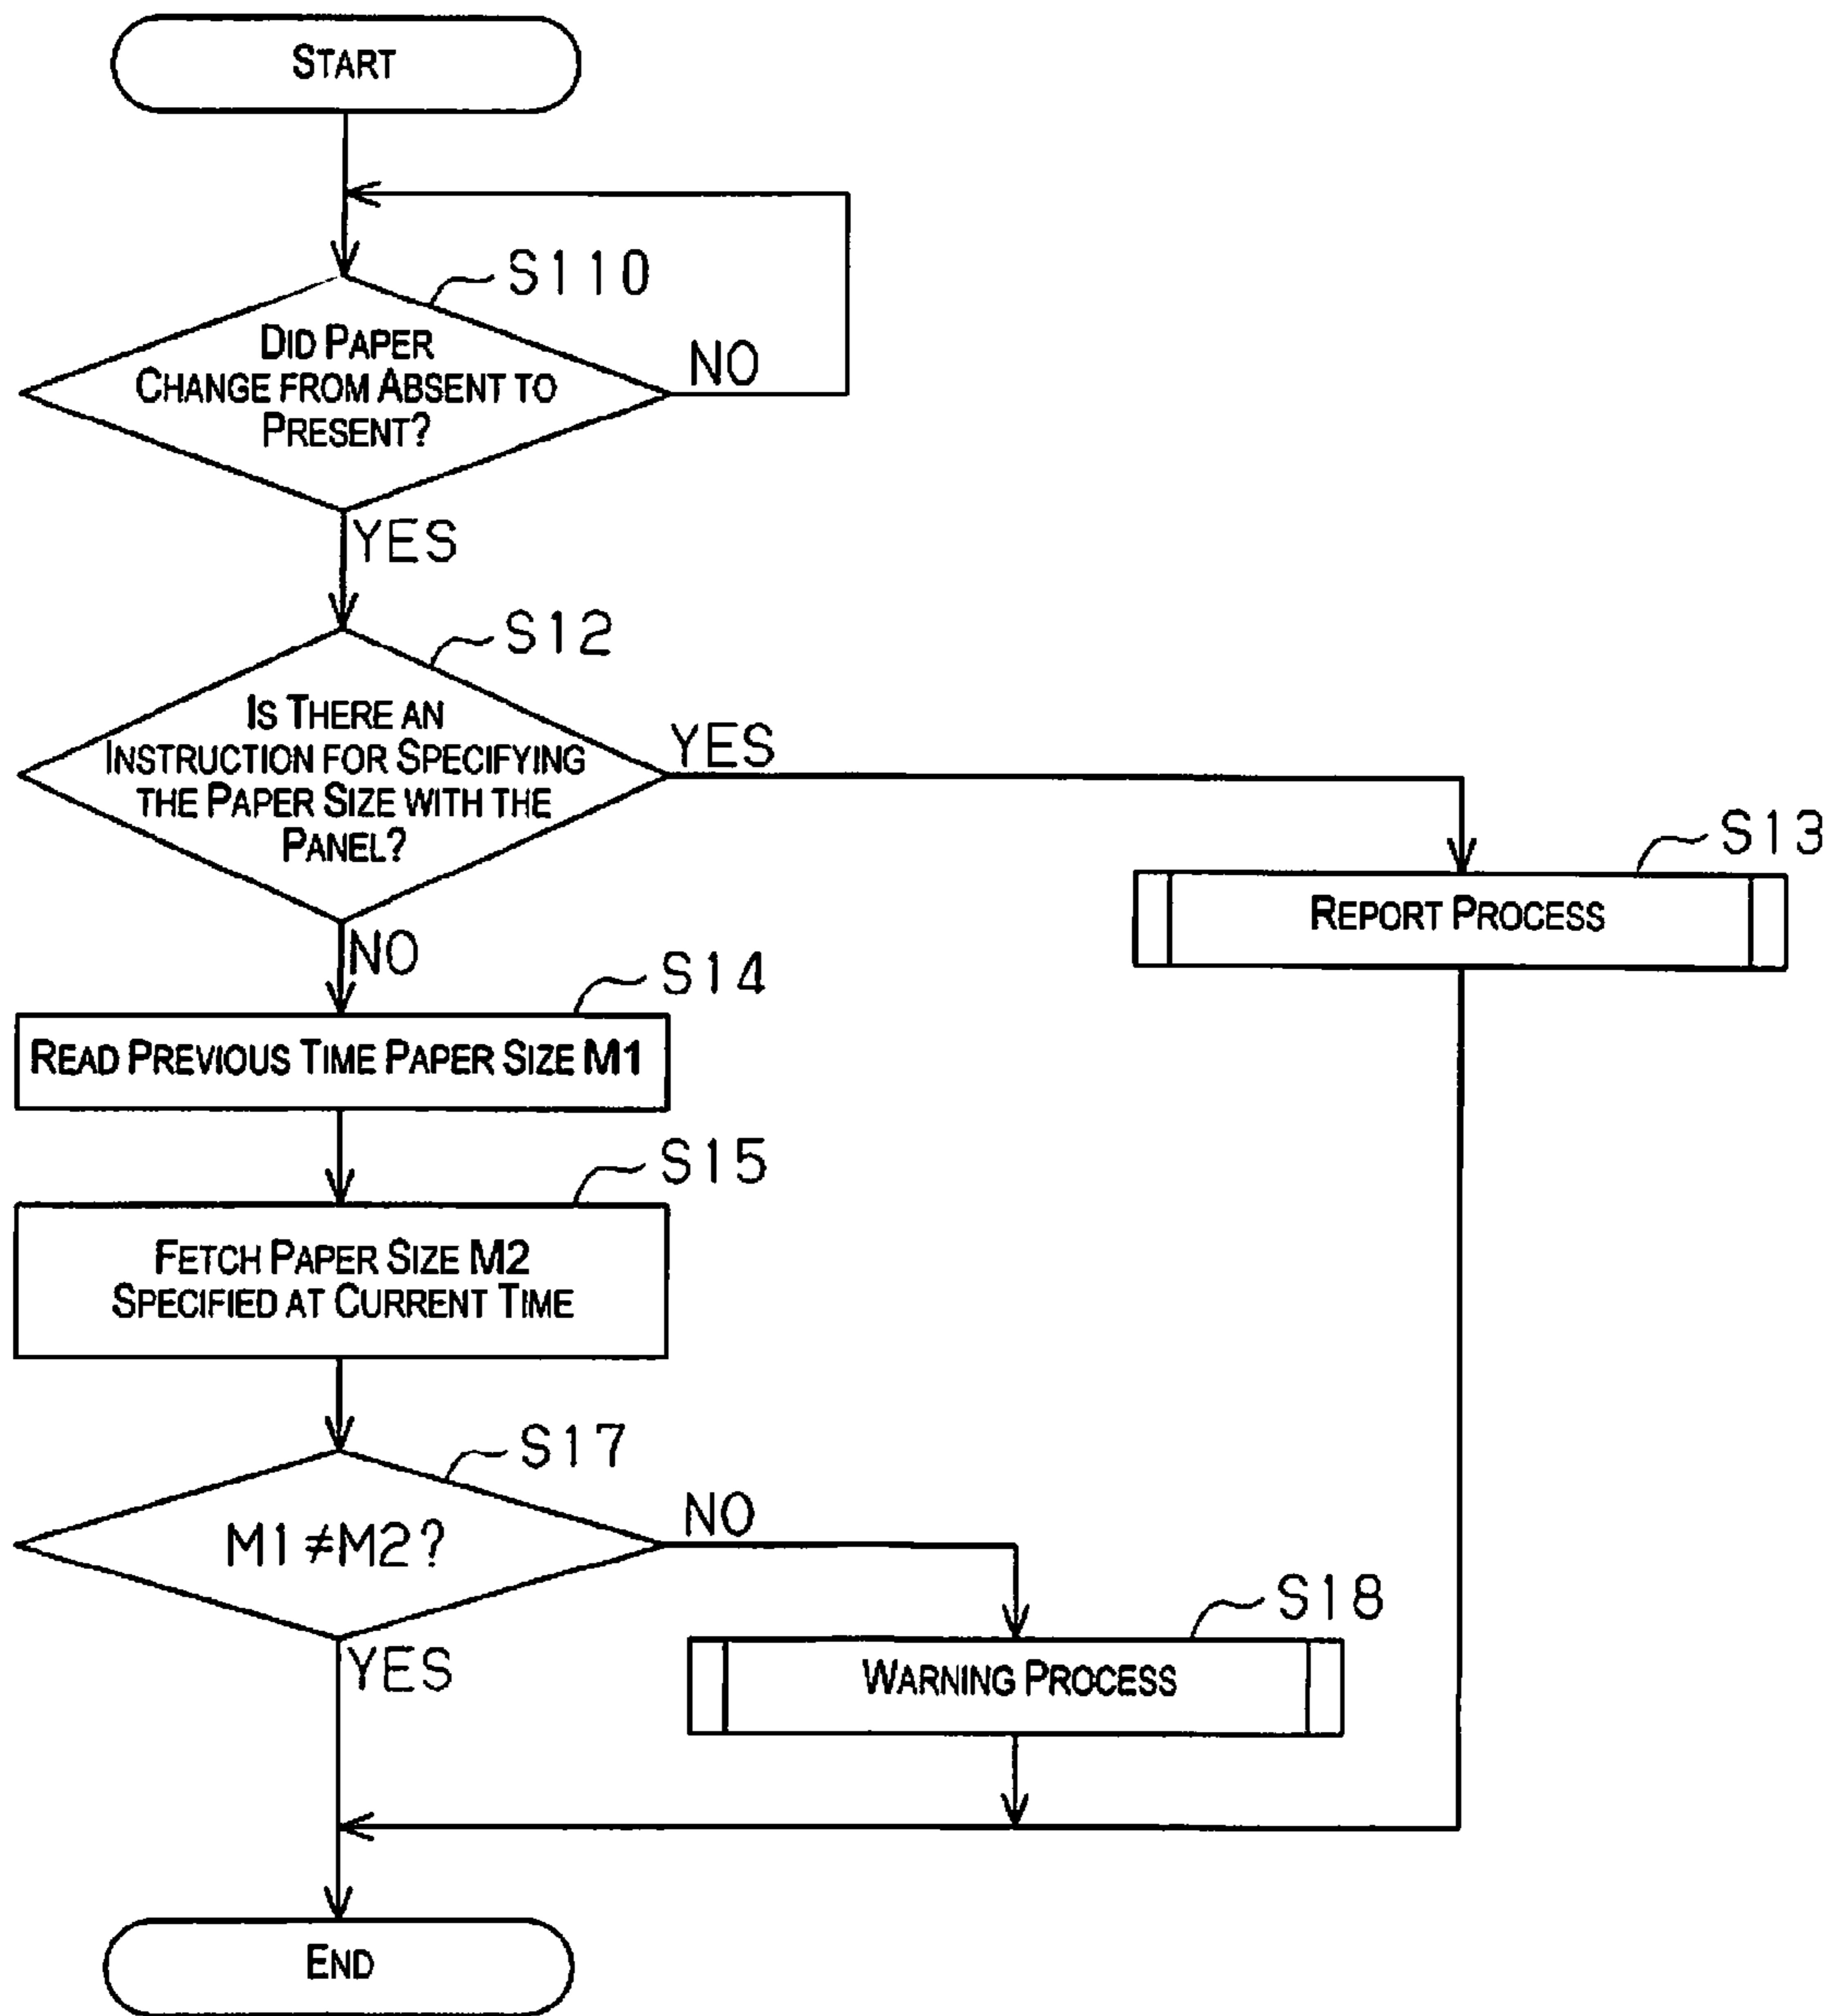 START
S110
DID PAPER
CHANGE FROM ABSENT TO
PRESENT?
NO
YES
S12
IS THERE AN
INSTRUCTION FOR SPECIFYING
THE PAPER SIZE WITH THE
PANEL?
YES
S13
REPORT PROCESS
NO
S14
READ PREVIOUS TIME PAPER SIZE M1
S15
FETCH PAPER SIZE M2
SPECIFIED AT CURRENT TIME
S17
M1≠M2?
NO
S18
WARNING PROCESS
YES
END